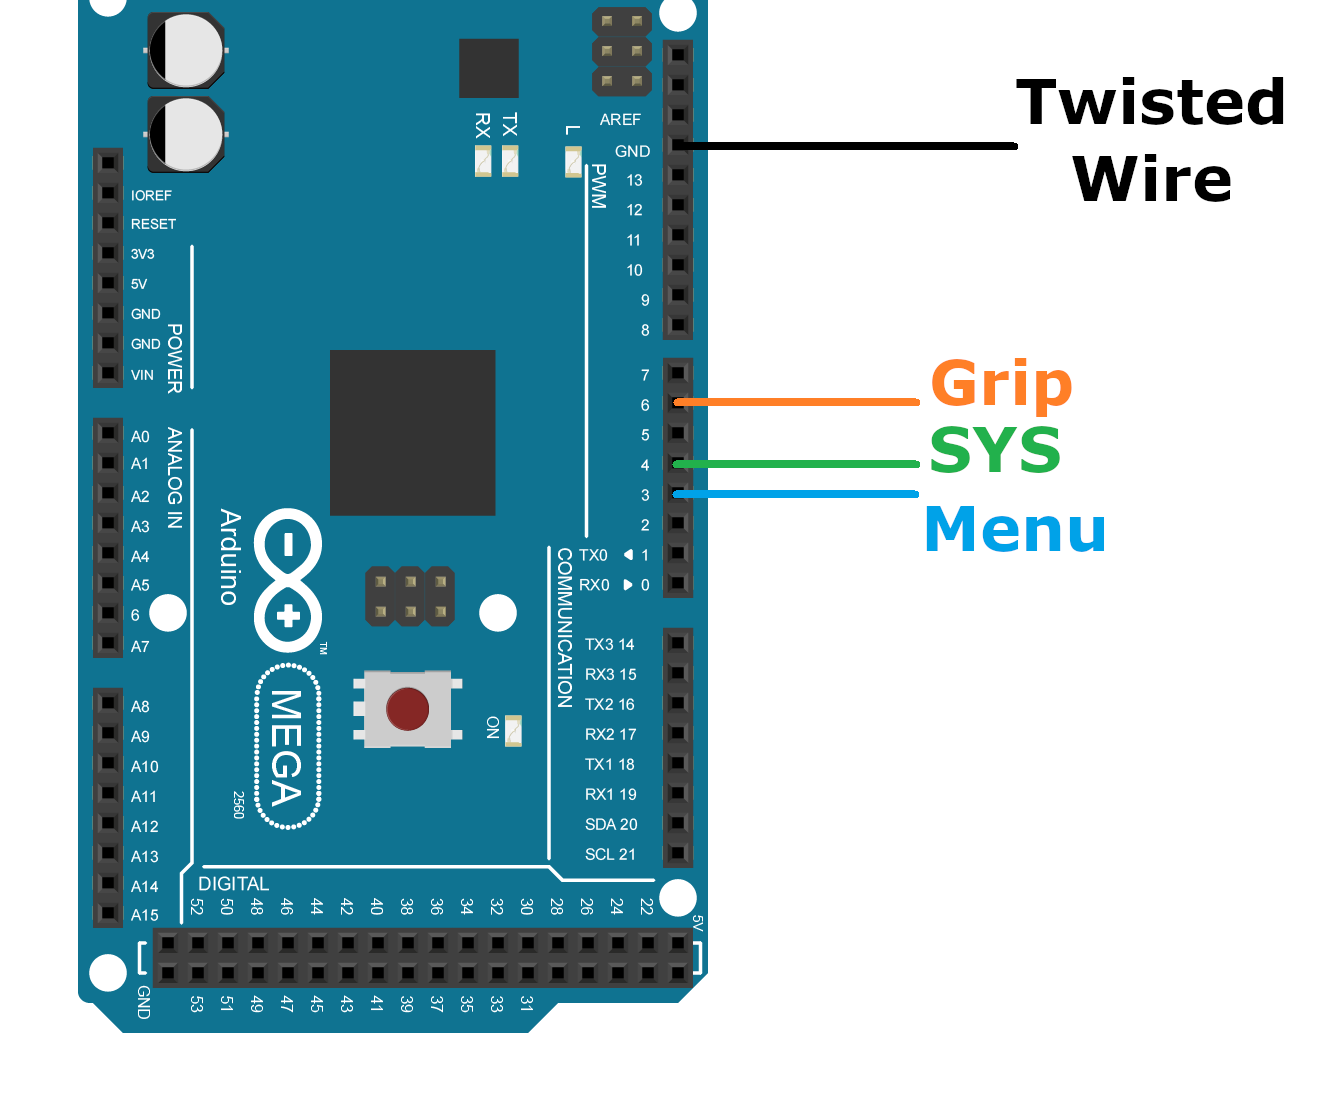 Twisted
Wire
Grip
SYS
Menu
RX
TX
L
AREF
GND
13
12
11
10
9
8
PWM
7
6
5
4
3
2
TX0 ◀ 1
RX0 ▶ 0
IOREF
RESET
3V3
5V
GND
GND
VIN
POWER
A0
A1
A2
A3
A4
A5
6
A7
ANALOG IN
A8
A9
A10
A11
A12
A13
A14
A15
Arduino
TM
MEGA
2560
ON
COMMUNICATION
TX3 14
RX3 15
TX2 16
RX2 17
TX1 18
RX1 19
SDA 20
SCL 21
DIGITAL
52 50 48 46 44 42 40 38 36 34 32 30 28 26 24 22
5V
GND
53 51 49 47 45 43 41 39 37 35 33 31